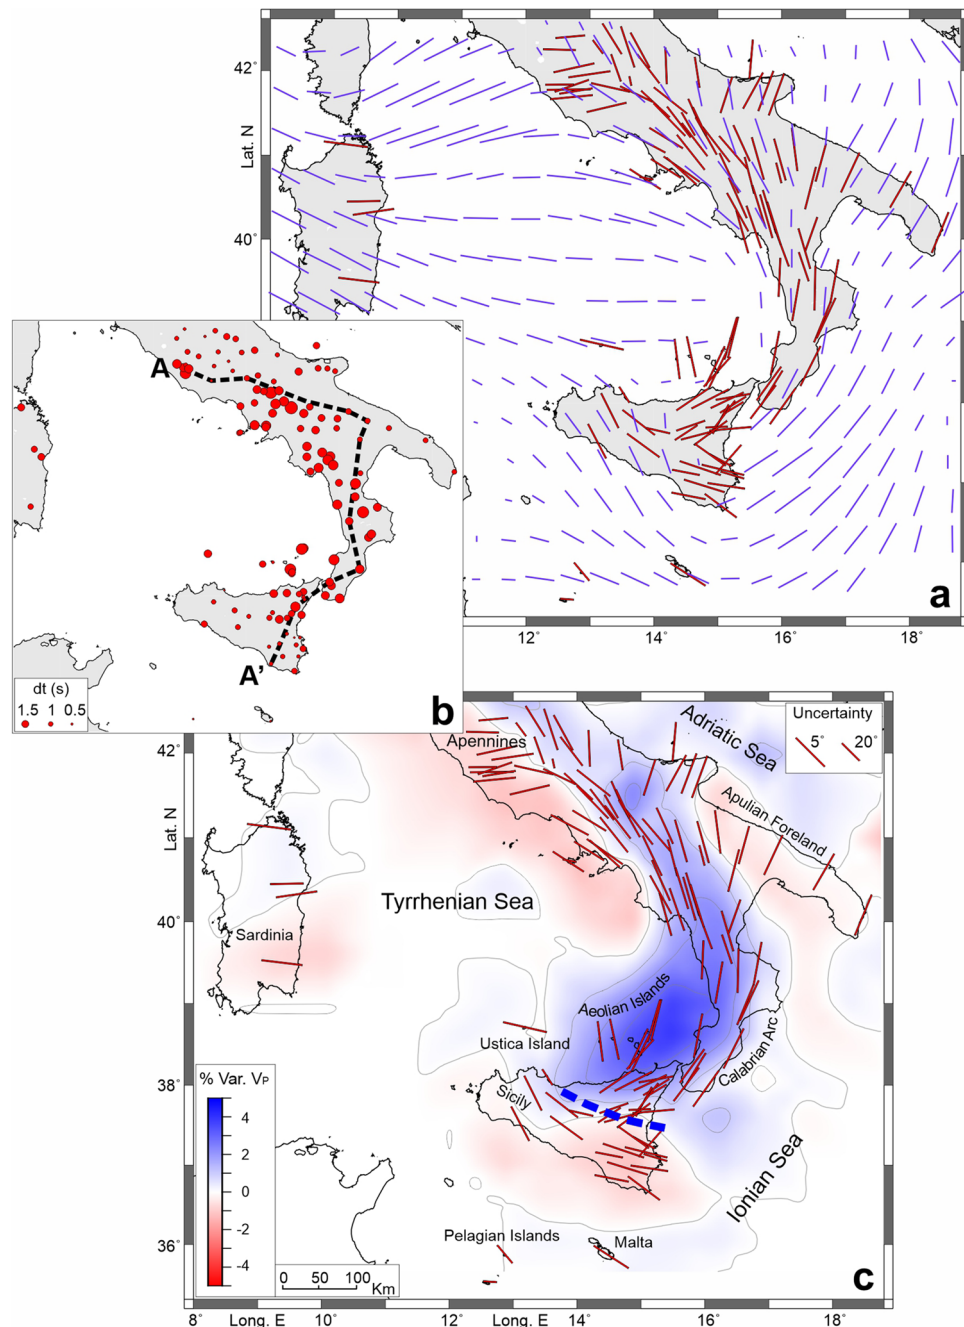 42°
Lat. N
40°
a
12°
14°
16°
18°
A
A'
dt (s)
1.5 1 0.5
b
Uncertainty
5° 20°
Adriatic Sea
Apennines
42°
Apulian Foreland
Lat. N
Tyrrhenian Sea
40°
Sardinia
Aeolian Islands
Ustica Island
Calabrian Arc
38°
% Var. VP
4
2
0
-2
-4
Sicily
Ionian Sea
Pelagian Islands
Malta
36°
0 50 100
Km
c
8° Long. E 10° 12° Long. E 14° 16° 18°